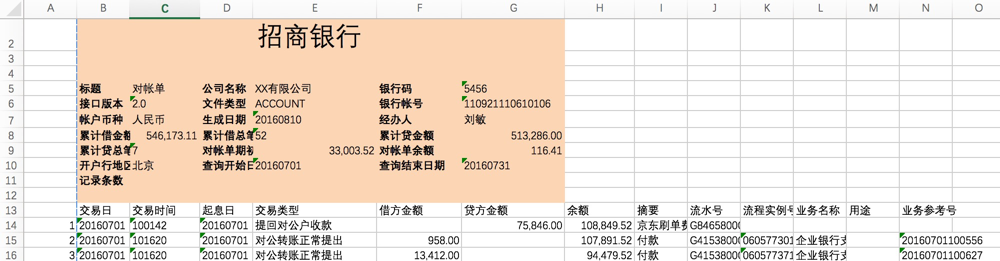 A B C D E F G H I J K L M N O
2 招商银行
3
4
5 标题 对帐单 公司名称 XX有限公司 银行码 5456
6 接口版本 2.0 文件类型 ACCOUNT 银行帐号 110921110610106
7 帐户币种 人民币 生成日期 20160810 经办人 刘敏
8 累计借金额 546,173.11 累计借总笔 52 累计贷金额 513,286.00
9 累计贷总笔 7 对帐单期初 33,003.52 对帐单余额 116.41
10 开户行地区 北京 查询开始日 20160701 查询结束日期 20160731
11 记录条数
12
13 交易日 交易时间 起息日 交易类型 借方金额 贷方金额 余额 摘要 流水号 流程实例号 业务名称 用途 业务参考号
14 1 20160701 100142 20160701 提回对公户收款 75,846.00 108,849.52 京东刷单费 G84658000
15 2 20160701 101620 20160701 对公转账正常提出 958.00 107,891.52 付款 G41538000 060577301 企业银行支 20160701100556
16 3 20160701 101620 20160701 对公转账正常提出 13,412.00 94,479.52 付款 G41538000 060577301 企业银行支 20160701100627